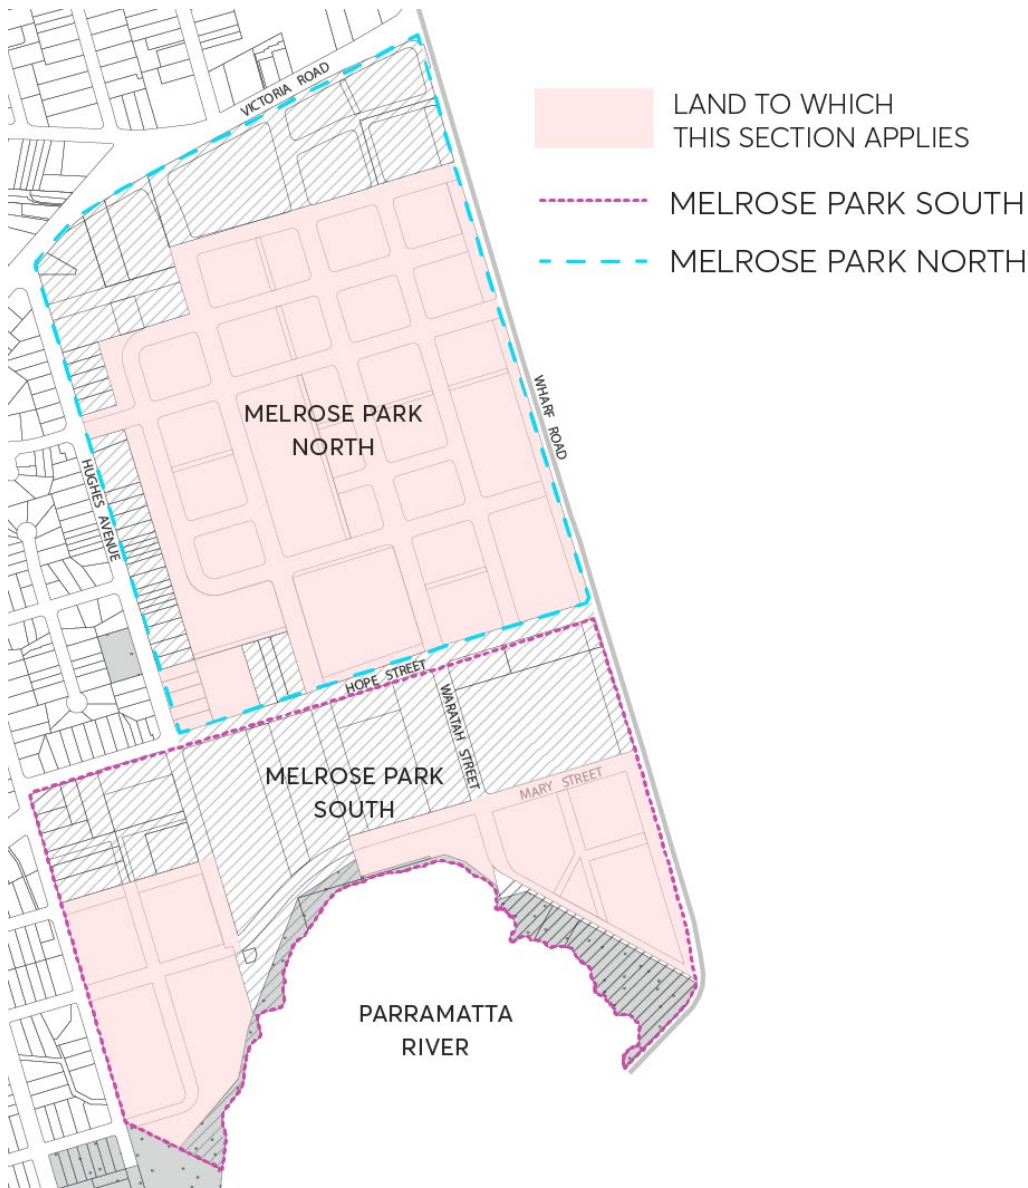 VICTORIA ROAD
LAND TO WHICH
THIS SECTION APPLIES
MELROSE PARK SOUTH
MELROSE PARK NORTH
MELROSE PARK
NORTH
WHARF ROAD
HUGHES AVENUE
HOPE STREET
WARATAH STREET
MELROSE PARK
SOUTH
MARY STREET
PARRAMATTA
RIVER